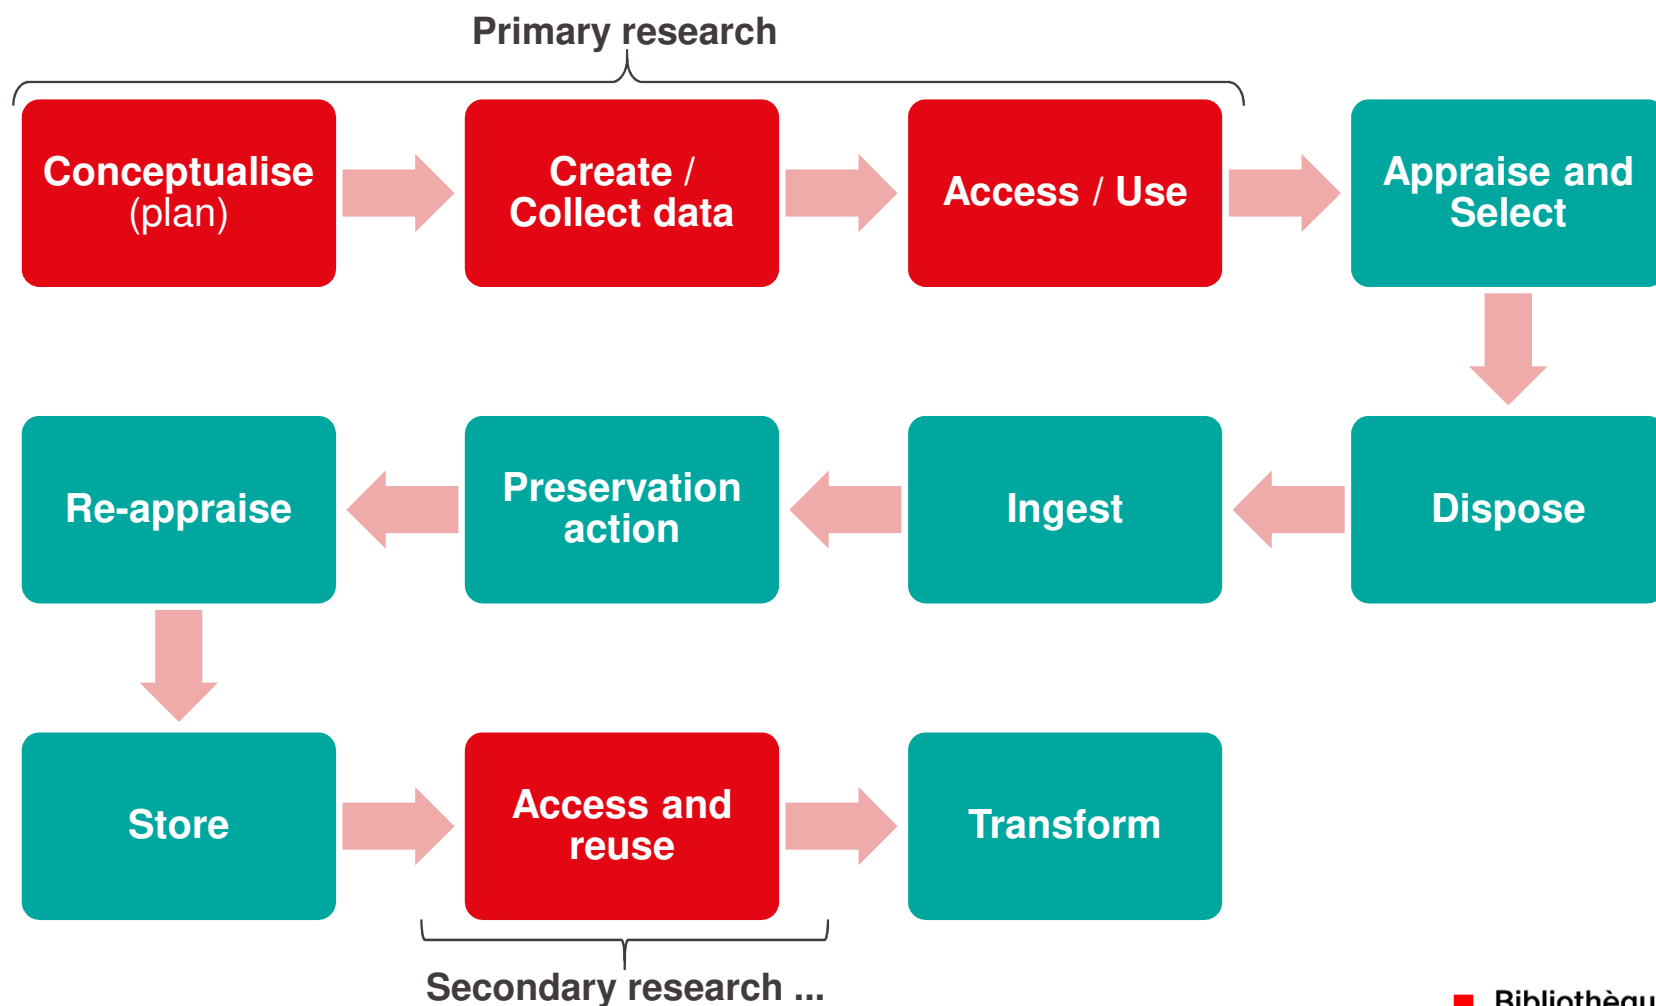 Primary research
Conceptualise
(plan)
Create /
Collect data
Access / Use
Appraise and
Select
Dispose
Ingest
Preservation
action
Re-appraise
Store
Access and
reuse
Transform
Secondary research ...